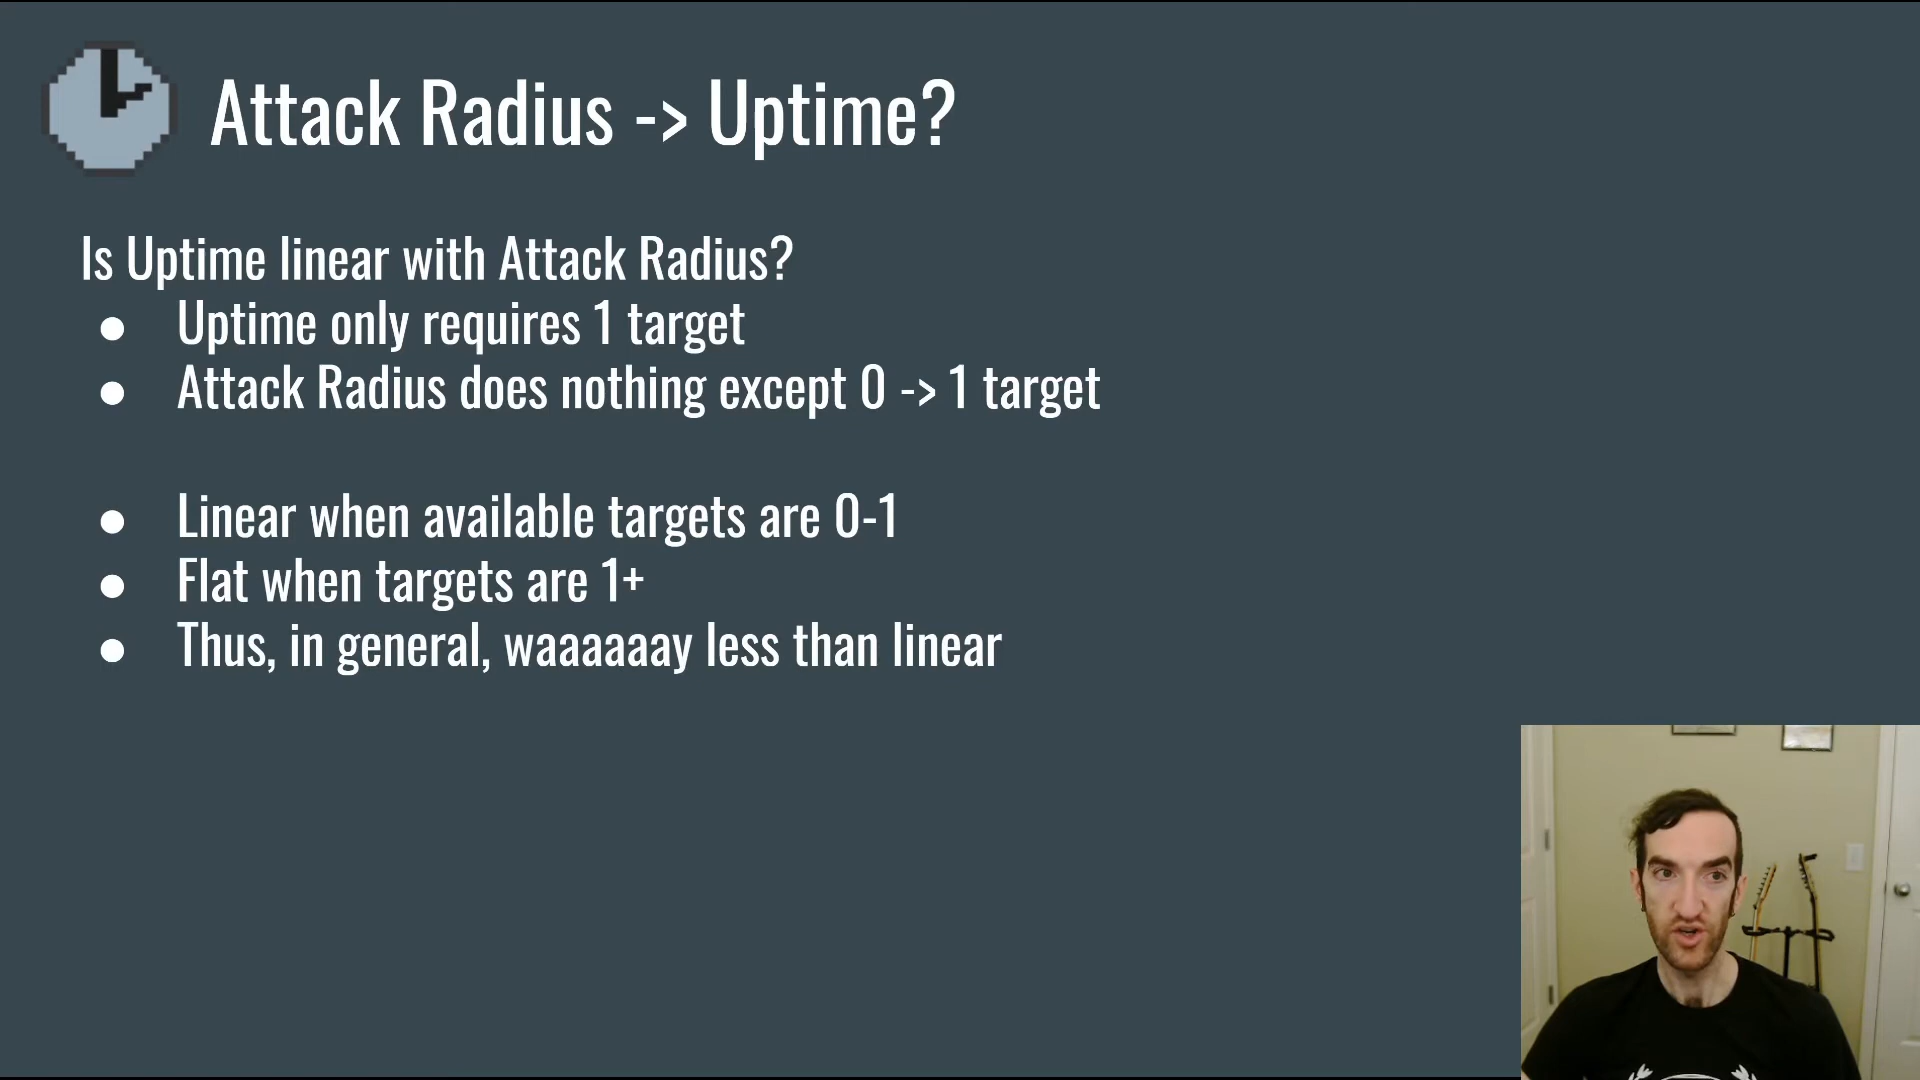 Attack Radius -> Uptime?
Is Uptime linear with Attack Radius?
● Uptime only requires 1 target
● Attack Radius does nothing except 0 -> 1 target
● Linear when available targets are 0-1
● Flat when targets are 1+
● Thus, in general, waaaaaay less than linear